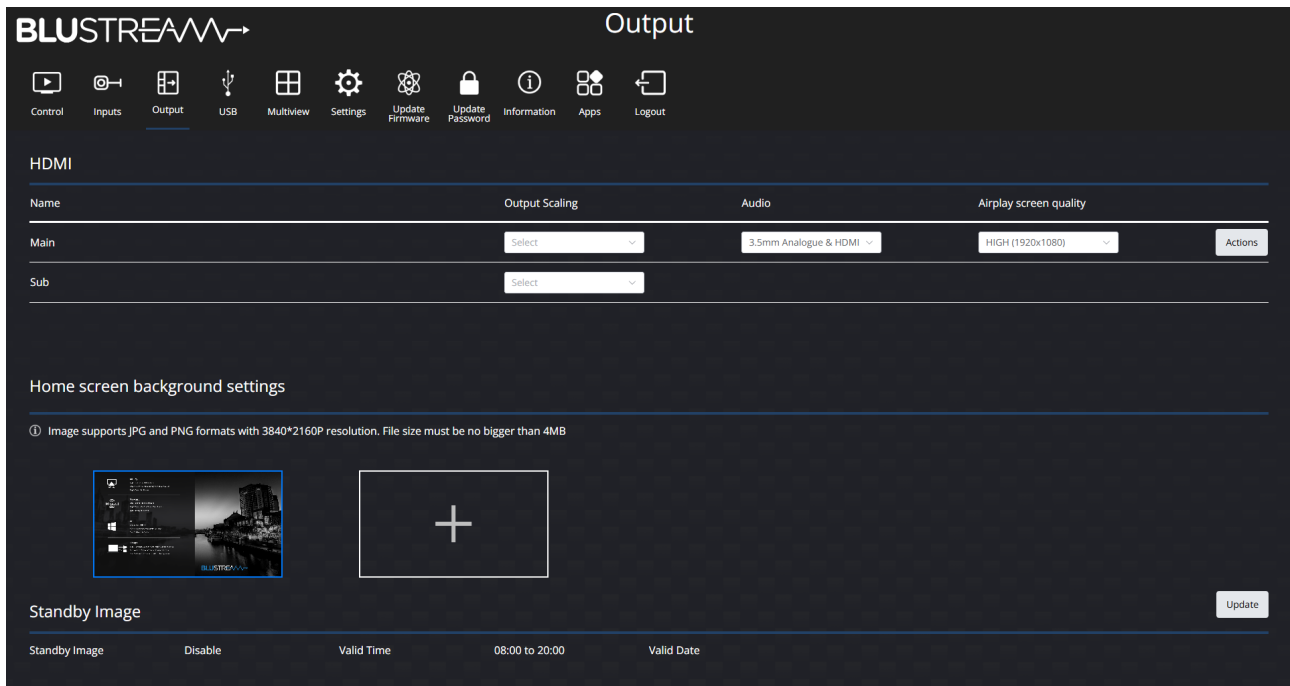 BLUSTREAM
Output
Control
Inputs
Output
USB
Multiview
Settings
Update
Firmware
Update
Password
Information
Apps
Logout
HDMI
Name Output Scaling Audio Airplay screen quality
Main Select 3.5mm Analogue & HDMI HIGH (1920x1080) Actions
Sub Select
Home screen background settings
Image supports JPG and PNG formats with 3840*2160P resolution. File size must be no bigger than 4MB
BLUSTREAM
Standby Image Update
Standby Image Disable Valid Time 08:00 to 20:00 Valid Date